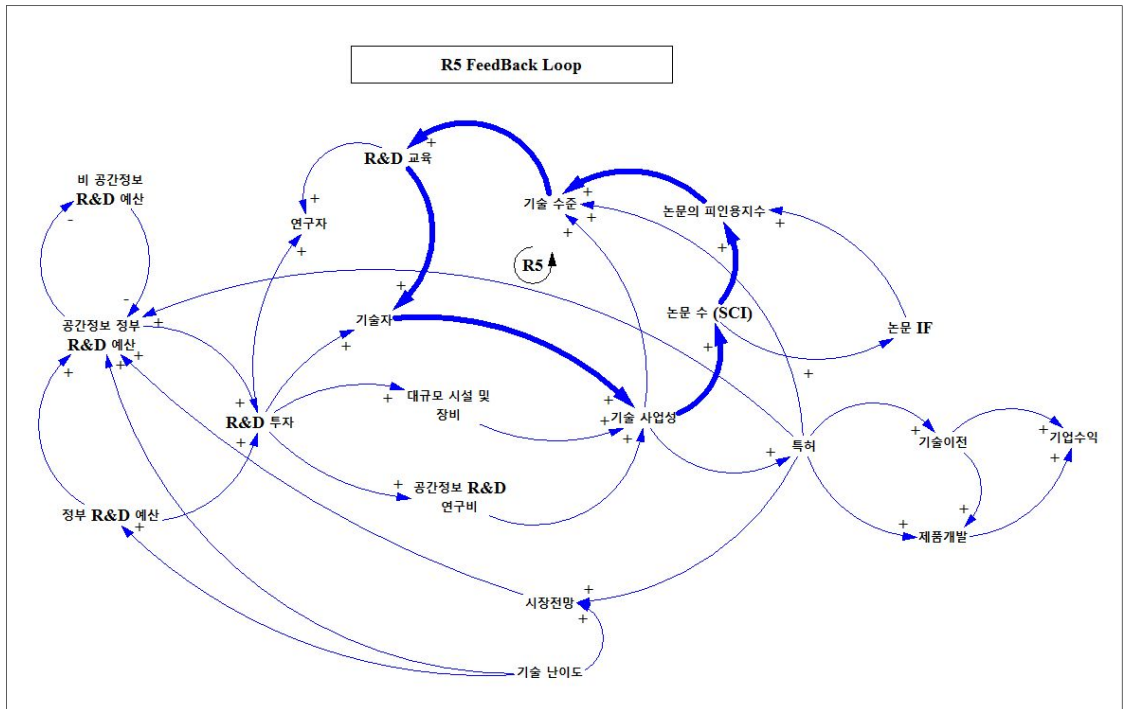 R5 FeedBack Loop
R&D 교육
비 공간정보
R&D 예산
연구자
기술 수준
논문의 피인용지수
R5
기술자
논문 수 (SCI)
논문 IF
공간정보 정부
R&D 예산
R&D 투자
대규모 시설 및
장비
기술 사업성
특허
기술이전
기업수익
공간정보 R&D
연구비
정부 R&D 예산
제품개발
시장전망
기술 난이도